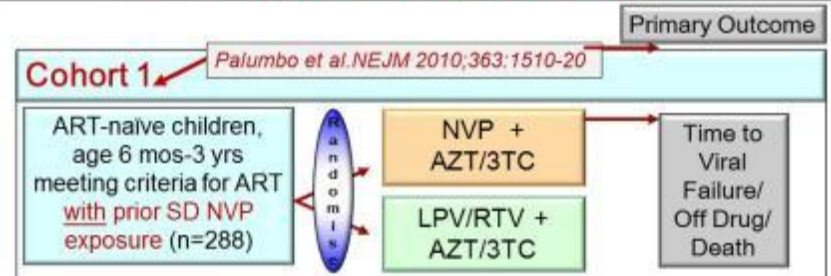 Primary Outcome
Palumbo et al.NEJM 2010;363:1510-20
Cohort 1
ART-naïve children,
age 6 mos-3 yrs
meeting criteria for ART
with prior SD NVP
exposure (n=288)
Randomise
NVP +
AZT/3TC
LPV/RTV +
AZT/3TC
Time to
Viral
Failure/
Off Drug/
Death